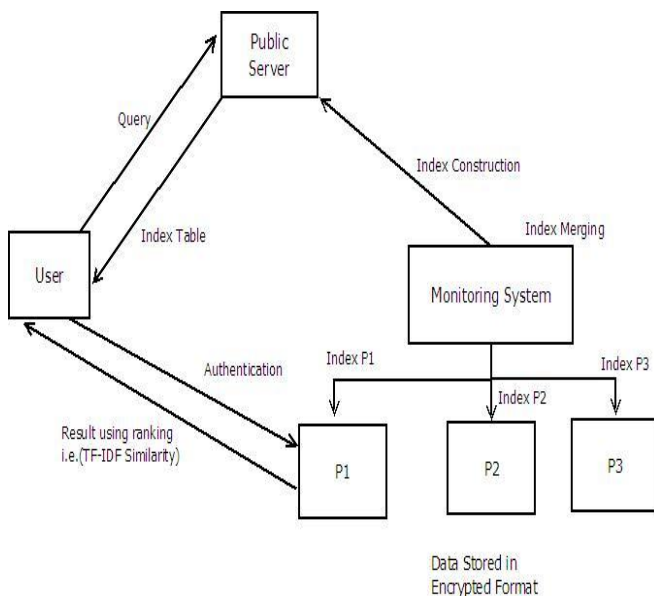 Public
Server
Query
Index Construction
Index Table
Index Merging
User
Monitoring System
Index P1
Index P3
Authentication
Index P2
Result using ranking
i.e.(TF-IDF Similarity)
P1
P2
P3
Data Stored in
Encrypted Format